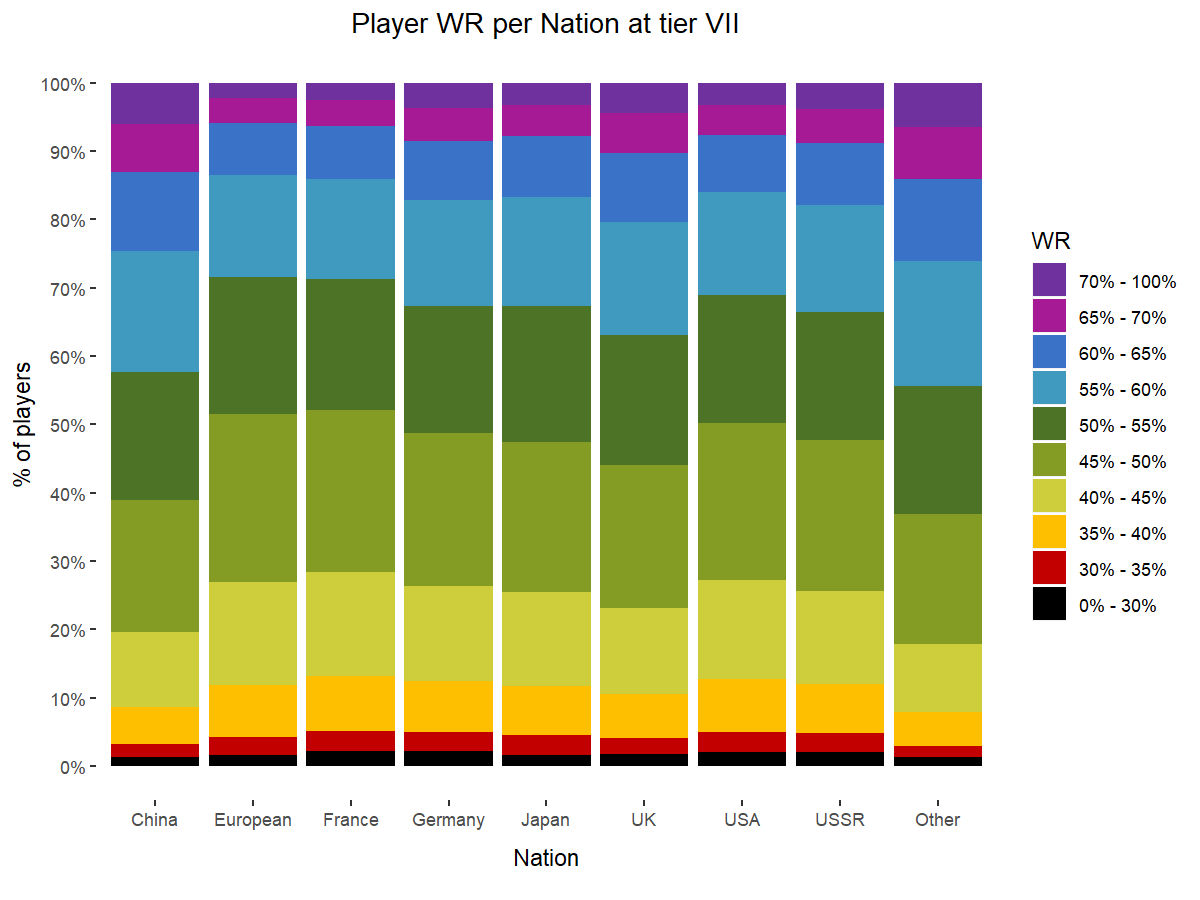 Player WR per Nation at tier VII
100%
90%
80%
70%
60%
50%
40%
30%
20%
10%
0%
% of players
China European France Germany Japan UK USA USSR Other
Nation
WR
70% - 100%
65% - 70%
60% - 65%
55% - 60%
50% - 55%
45% - 50%
40% - 45%
35% - 40%
30% - 35%
0% - 30%